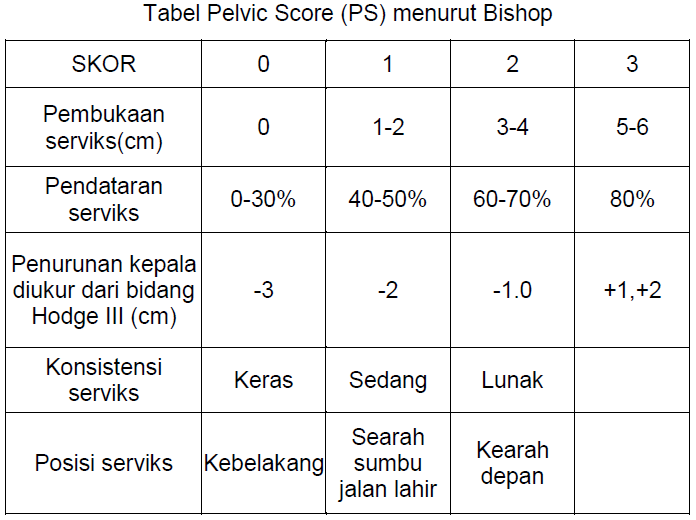 Tabel Pelvic Score (PS) menurut Bishop
SKOR 0 1 2 3
Pembukaan
serviks(cm) 0 1-2 3-4 5-6
Pendataran
serviks 0-30% 40-50% 60-70% 80%
Penurunan kepala
diukur dari bidang
Hodge III (cm) -3 -2 -1.0 +1,+2
Konsistensi
serviks Keras Sedang Lunak
Posisi serviks Kebelakang Searah
sumbu
jalan lahir Kearah
depan